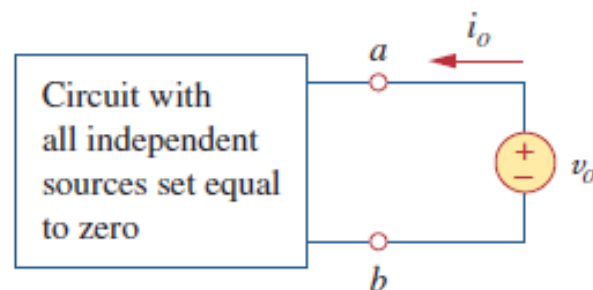 i_o
a
Circuit with
all independent
sources set equal
to zero
+
−
v_o
b